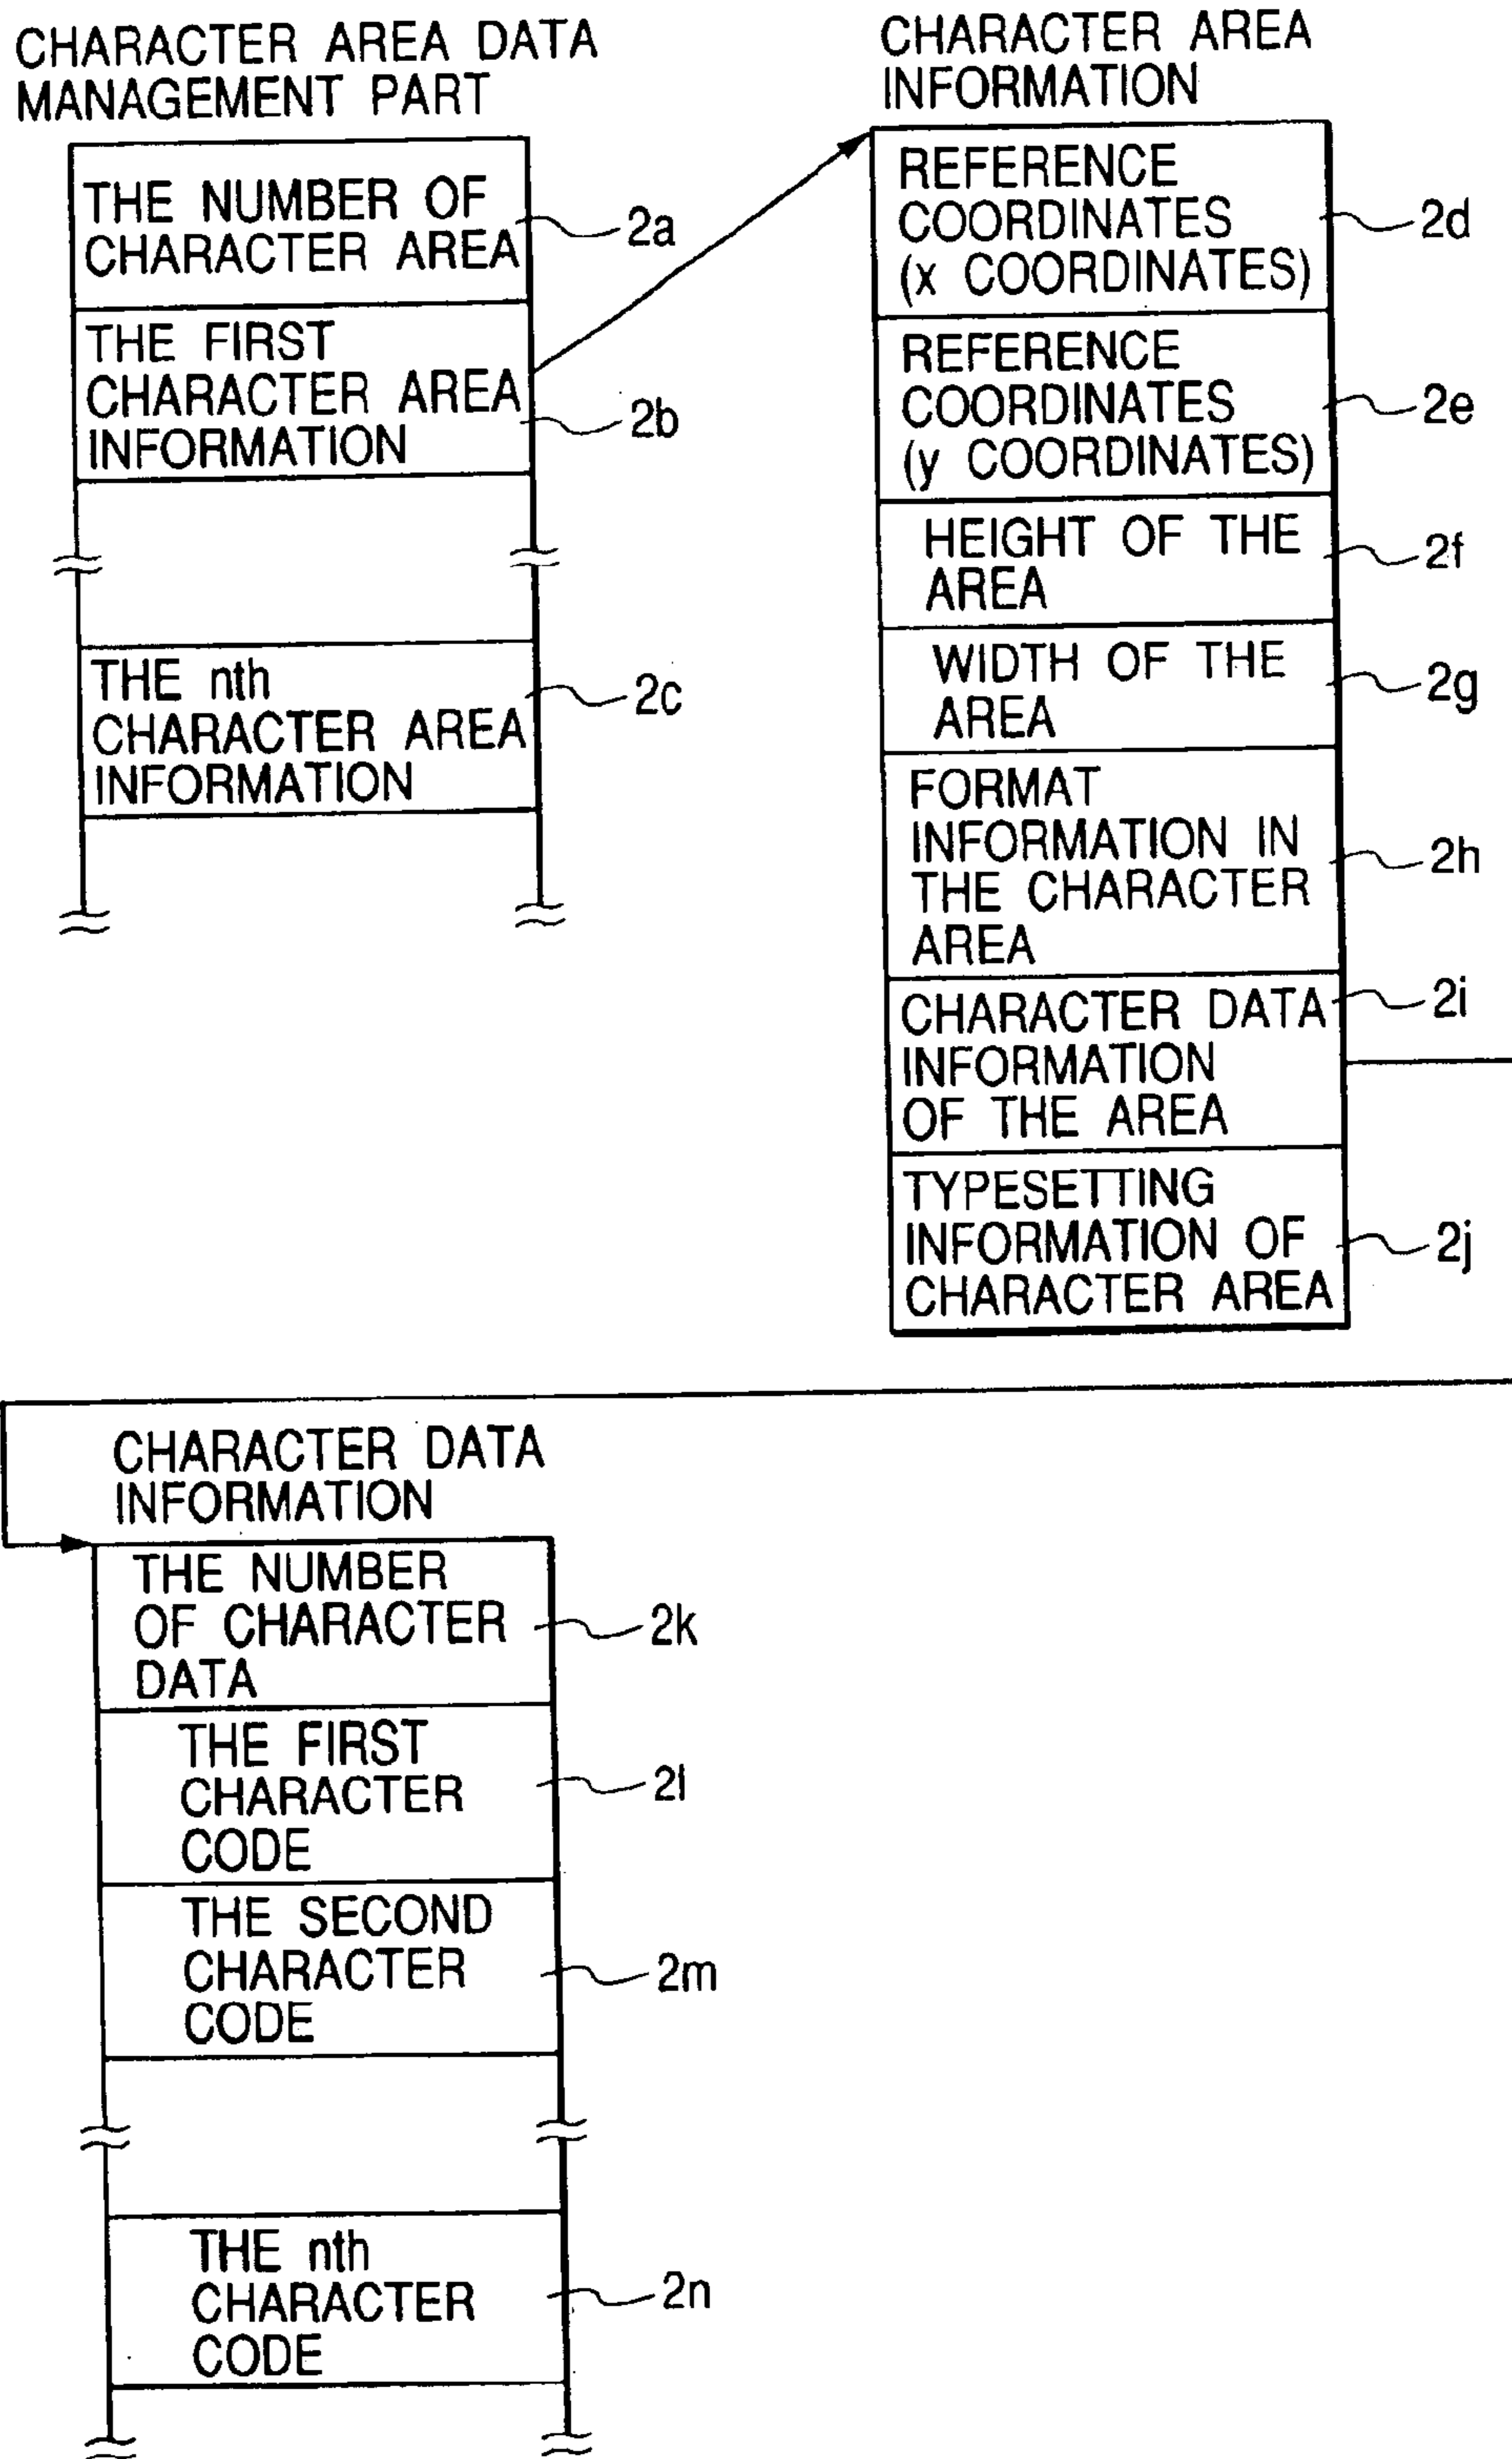 CHARACTER AREA DATA
MANAGEMENT PART
THE NUMBER OF
CHARACTER AREA
2a
THE FIRST
CHARACTER AREA
INFORMATION
2b
THE nth
CHARACTER AREA
INFORMATION
2c
CHARACTER AREA
INFORMATION
REFERENCE
COORDINATES
(x COORDINATES)
2d
REFERENCE
COORDINATES
(y COORDINATES)
2e
HEIGHT OF THE
AREA
2f
WIDTH OF THE
AREA
2g
FORMAT
INFORMATION IN
THE CHARACTER
AREA
2h
CHARACTER DATA
INFORMATION
OF THE AREA
2i
TYPESETTING
INFORMATION OF
CHARACTER AREA
2j
CHARACTER DATA
INFORMATION
THE NUMBER
OF CHARACTER
DATA
2k
THE FIRST
CHARACTER
CODE
2l
THE SECOND
CHARACTER
CODE
2m
THE nth
CHARACTER
CODE
2n